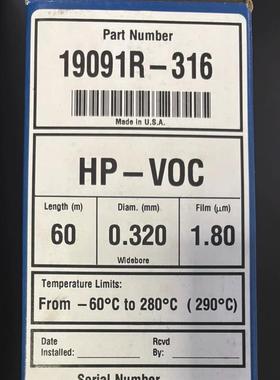 Part Number
19091R-316
Made in U.S.A.
HP-VOC
Length (m) Diam. (mm) Film (µm)
60 0.320 1.80
Widebore
Temperature Limits:
From -60°C to 280°C (290°C)
Date Rcvd
Installed: By:
Serial Number